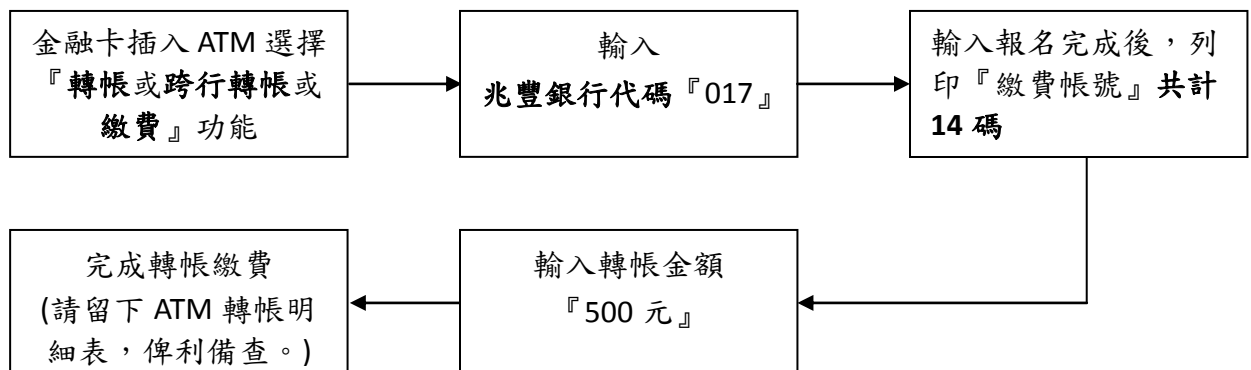 金融卡插入 ATM 選擇
『轉帳或跨行轉帳或
繳費』功能
輸入
兆豐銀行代碼『017』
輸入報名完成後，列
印『繳費帳號』共計
14 碼
輸入轉帳金額
『500 元』
完成轉帳繳費
(請留下 ATM 轉帳明
細表，俾利備查。)